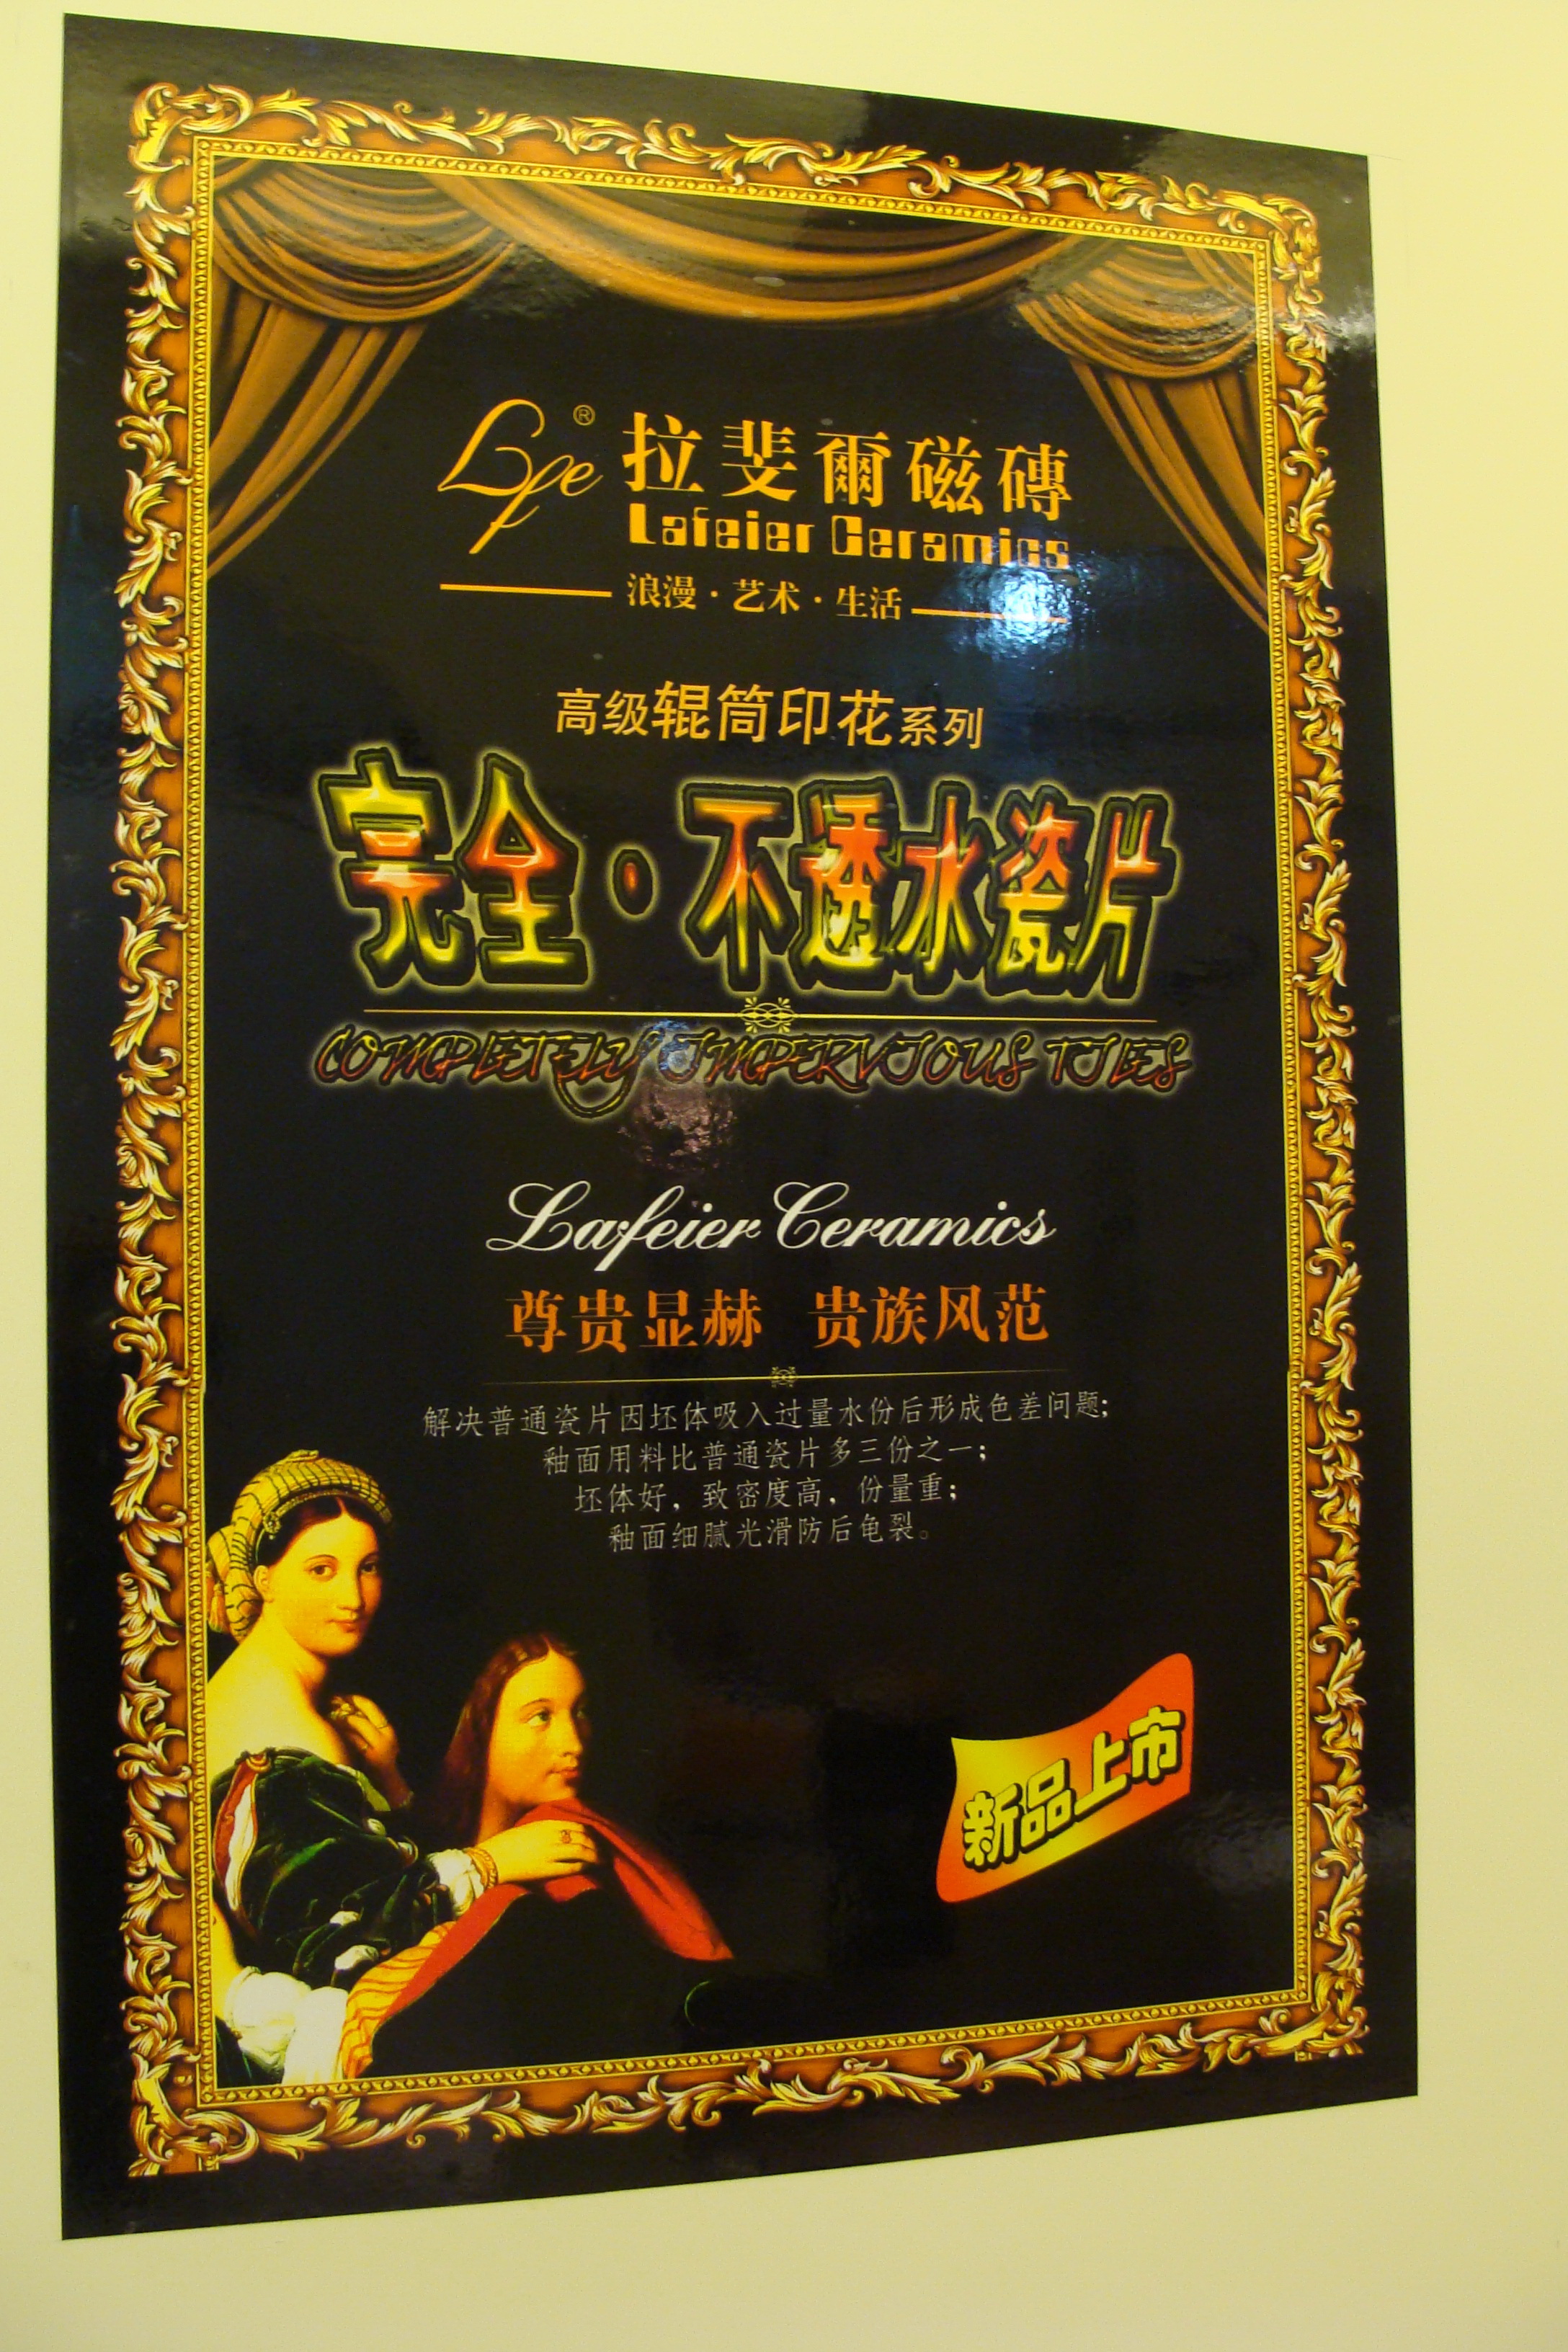 Lfe® 拉斐爾磁磚
Lafeier Ceramics
浪漫·艺术·生活
高级辊筒印花系列
完全·不透水瓷片
COMPLETELY IMPERVIOUS TILES
Lafeier Ceramics
尊贵显赫 贵族风范
解决普通瓷片因坯体吸入过量水份后形成色差问题;
釉面用料比普通瓷片多三份之一;
坯体好，致密度高，份量重;
釉面细腻光滑防后龟裂。
新品上市